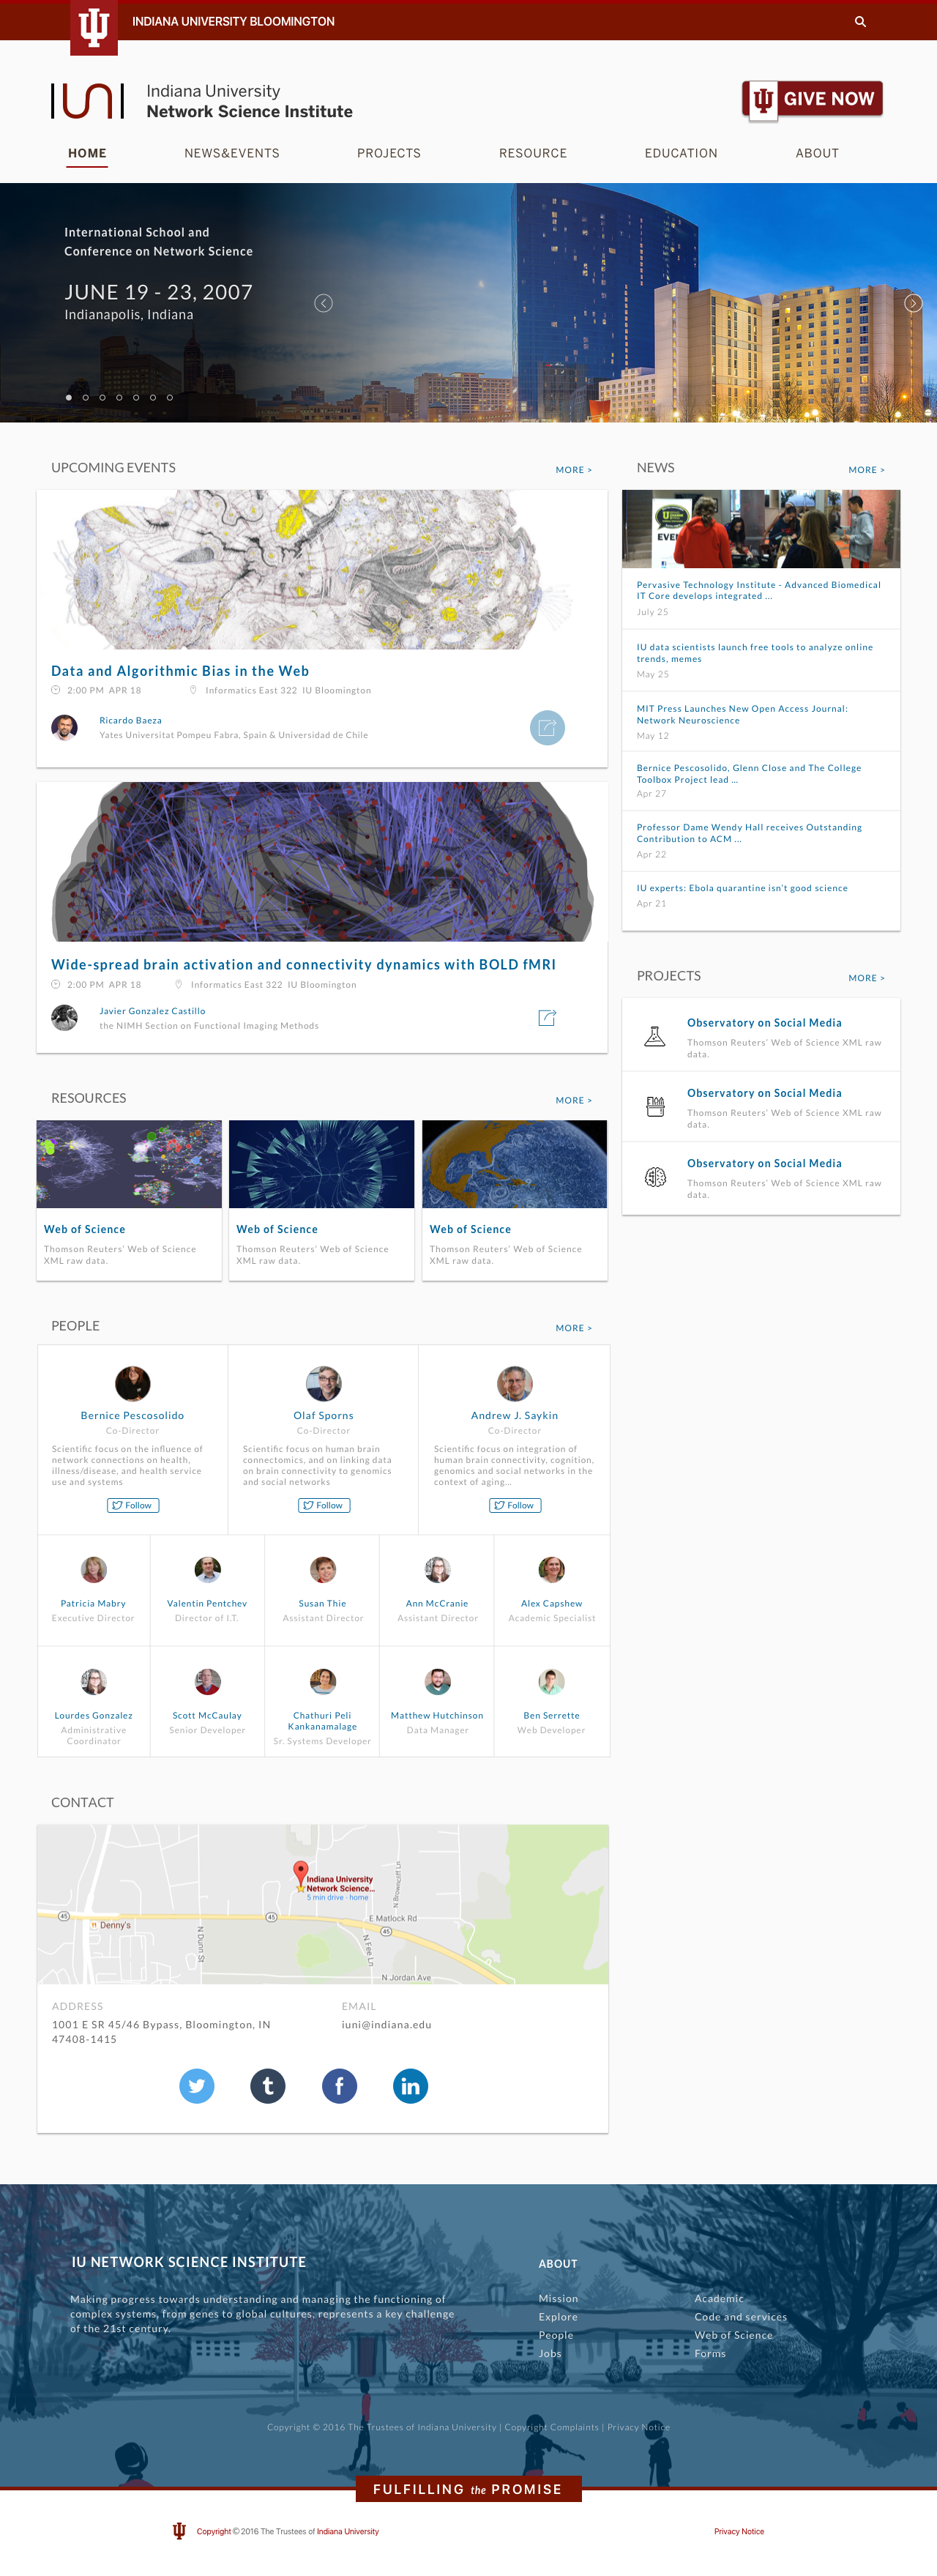 INDIANA UNIVERSITY BLOOMINGTON
Indiana University
Network Science Institute
GIVE NOW
HOME
NEWS&EVENTS
PROJECTS
RESOURCE
EDUCATION
ABOUT
International School and
Conference on Network Science
JUNE 19 - 23, 2007
Indianapolis, Indiana
UPCOMING EVENTS
MORE >
Data and Algorithmic Bias in the Web
2:00 PM APR 18
Informatics East 322 IU Bloomington
Ricardo Baeza
Yates Universitat Pompeu Fabra, Spain & Universidad de Chile
Wide-spread brain activation and connectivity dynamics with BOLD fMRI
2:00 PM APR 18
Informatics East 322 IU Bloomington
Javier Gonzalez Castillo
the NIMH Section on Functional Imaging Methods
NEWS
MORE >
EVEN
Pervasive Technology Institute - Advanced Biomedical
IT Core develops integrated ...
July 25
IU data scientists launch free tools to analyze online
trends, memes
May 25
MIT Press Launches New Open Access Journal:
Network Neuroscience
May 12
Bernice Pescosolido, Glenn Close and The College
Toolbox Project lead ...
Apr 27
Professor Dame Wendy Hall receives Outstanding
Contribution to ACM ...
Apr 22
IU experts: Ebola quarantine isn't good science
Apr 21
PROJECTS
MORE >
Observatory on Social Media
Thomson Reuters' Web of Science XML raw
data.
Observatory on Social Media
Thomson Reuters' Web of Science XML raw
data.
Observatory on Social Media
Thomson Reuters' Web of Science XML raw
data.
RESOURCES
MORE >
Web of Science
Thomson Reuters' Web of Science
XML raw data.
Web of Science
Thomson Reuters' Web of Science
XML raw data.
Web of Science
Thomson Reuters' Web of Science
XML raw data.
PEOPLE
MORE >
Bernice Pescosolido
Co-Director
Scientific focus on the influence of
network connections on health,
illness/disease, and health service
use and systems
Follow
Olaf Sporns
Co-Director
Scientific focus on human brain
connectomics, and on linking data
on brain connectivity to genomics
and social networks
Follow
Andrew J. Saykin
Co-Director
Scientific focus on integration of
human brain connectivity, cognition,
genomics and social networks in the
context of aging...
Follow
Patricia Mabry
Executive Director
Valentin Pentchev
Director of I.T.
Susan Thie
Assistant Director
Ann McCranie
Assistant Director
Alex Capshew
Academic Specialist
Lourdes Gonzalez
Administrative
Coordinator
Scott McCaulay
Senior Developer
Chathuri Peli
Kankanamalage
Sr. Systems Developer
Matthew Hutchinson
Data Manager
Ben Serrette
Web Developer
CONTACT
Indiana University
Network Science...
5 min drive - home
N Browncliff Ln
45
45
45
E Matlock Rd
Denny's
N Dunn St
N Fee Ln
N Jordan Ave
ADDRESS
1001 E SR 45/46 Bypass, Bloomington, IN
47408-1415
EMAIL
iuni@indiana.edu
IU NETWORK SCIENCE INSTITUTE
Making progress towards understanding and managing the functioning of
complex systems, from genes to global cultures, represents a key challenge
of the 21st century.
ABOUT
Mission
Explore
People
Jobs
Academic
Code and services
Web of Science
Forms
Copyright © 2016 The Trustees of Indiana University | Copyright Complaints | Privacy Notice
FULFILLING the PROMISE
Copyright © 2016 The Trustees of Indiana University
Privacy Notice